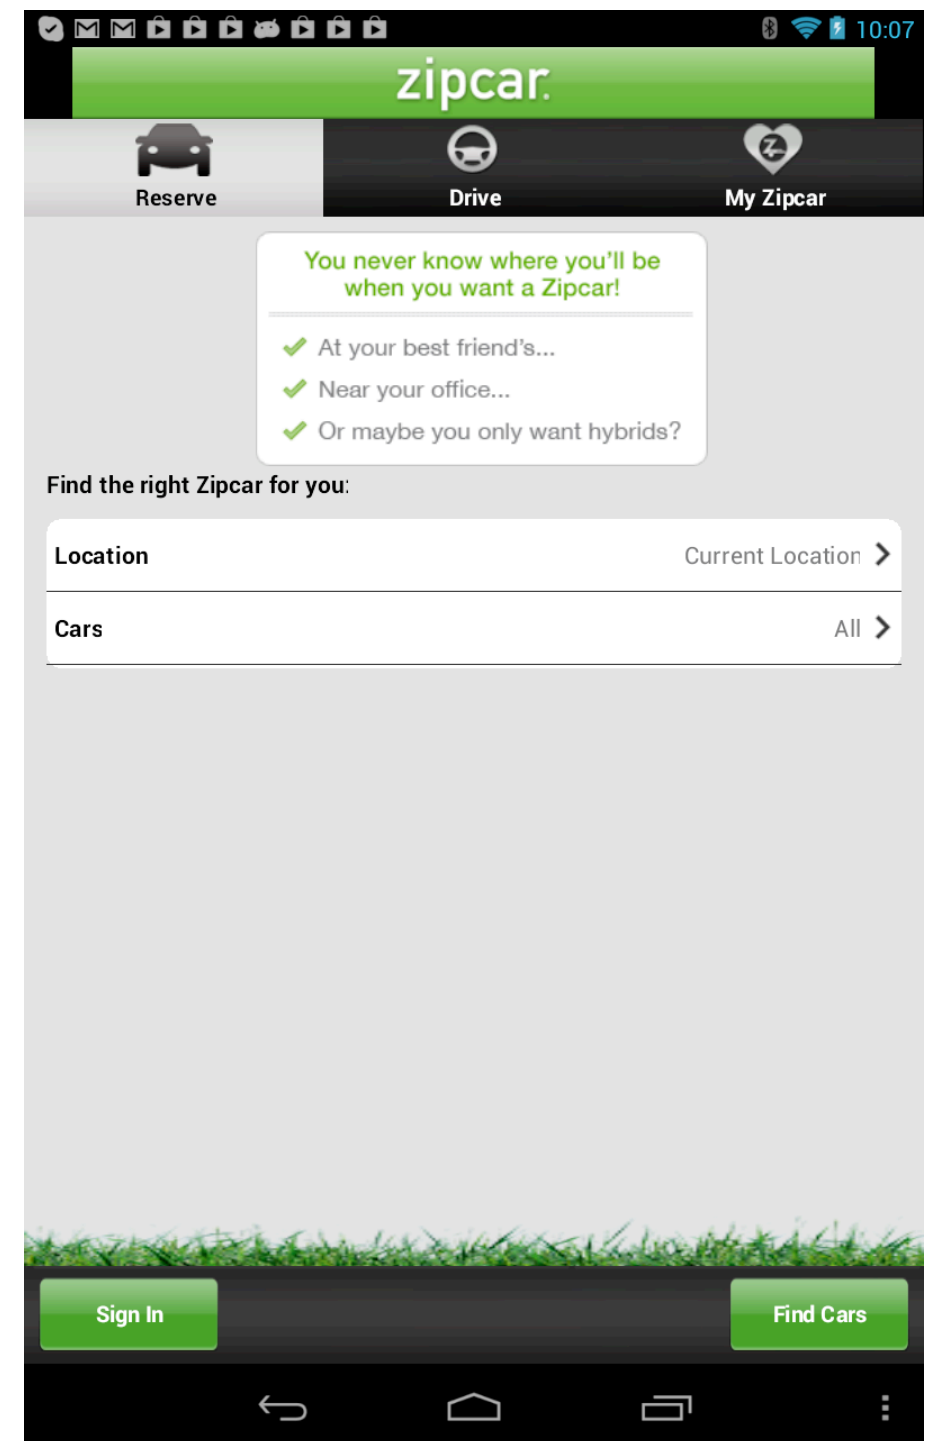 10:07
zipcar.
Reserve
Drive
My Zipcar
You never know where you'll be
when you want a Zipcar!
At your best friend's...
Near your office...
Or maybe you only want hybrids?
Find the right Zipcar for you:
Location
Current Location
Cars
All
Sign In
Find Cars